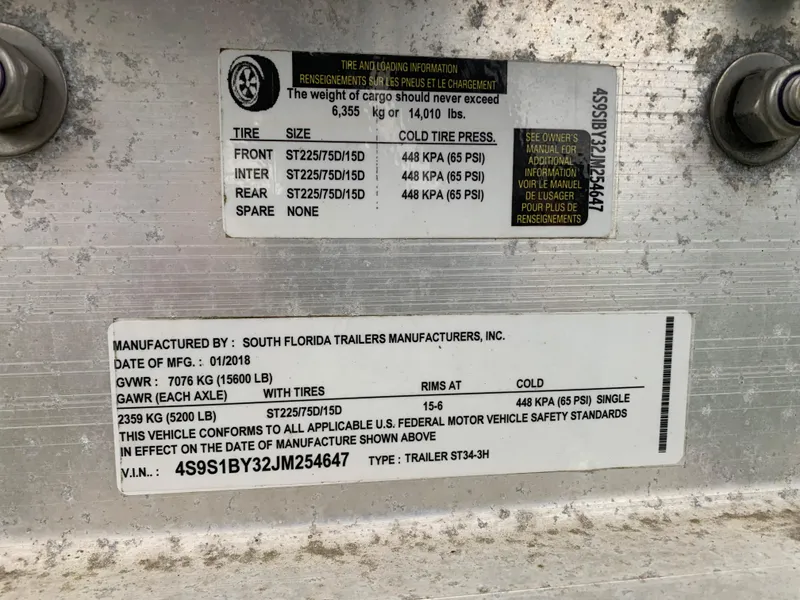 TIRE AND LOADING INFORMATION
RENSEIGNEMENTS SUR LES PNEUS ET LE CHARGEMENT
The weight of cargo should never exceed
6,355 kg or 14,010 lbs.
TIRE SIZE COLD TIRE PRESS.
FRONT ST225/75D/15D 448 KPA (65 PSI)
INTER ST225/75D/15D 448 KPA (65 PSI)
REAR ST225/75D/15D 448 KPA (65 PSI)
SPARE NONE
SEE OWNER'S
MANUAL FOR
ADDITIONAL
INFORMATION
VOIR LE MANUEL
DE L'USAGER
POUR PLUS DE
RENSEIGNEMENTS
4S9S1BY32JM254647
MANUFACTURED BY : SOUTH FLORIDA TRAILERS MANUFACTURERS, INC.
DATE OF MFG. : 01/2018
GVWR : 7076 KG (15600 LB)
GAWR (EACH AXLE) WITH TIRES RIMS AT COLD
2359 KG (5200 LB) ST225/75D/15D 15-6 448 KPA (65 PSI) SINGLE
THIS VEHICLE CONFORMS TO ALL APPLICABLE U.S. FEDERAL MOTOR VEHICLE SAFETY STANDARDS
IN EFFECT ON THE DATE OF MANUFACTURE SHOWN ABOVE
V.I.N.. : 4S9S1BY32JM254647 TYPE : TRAILER ST34-3H